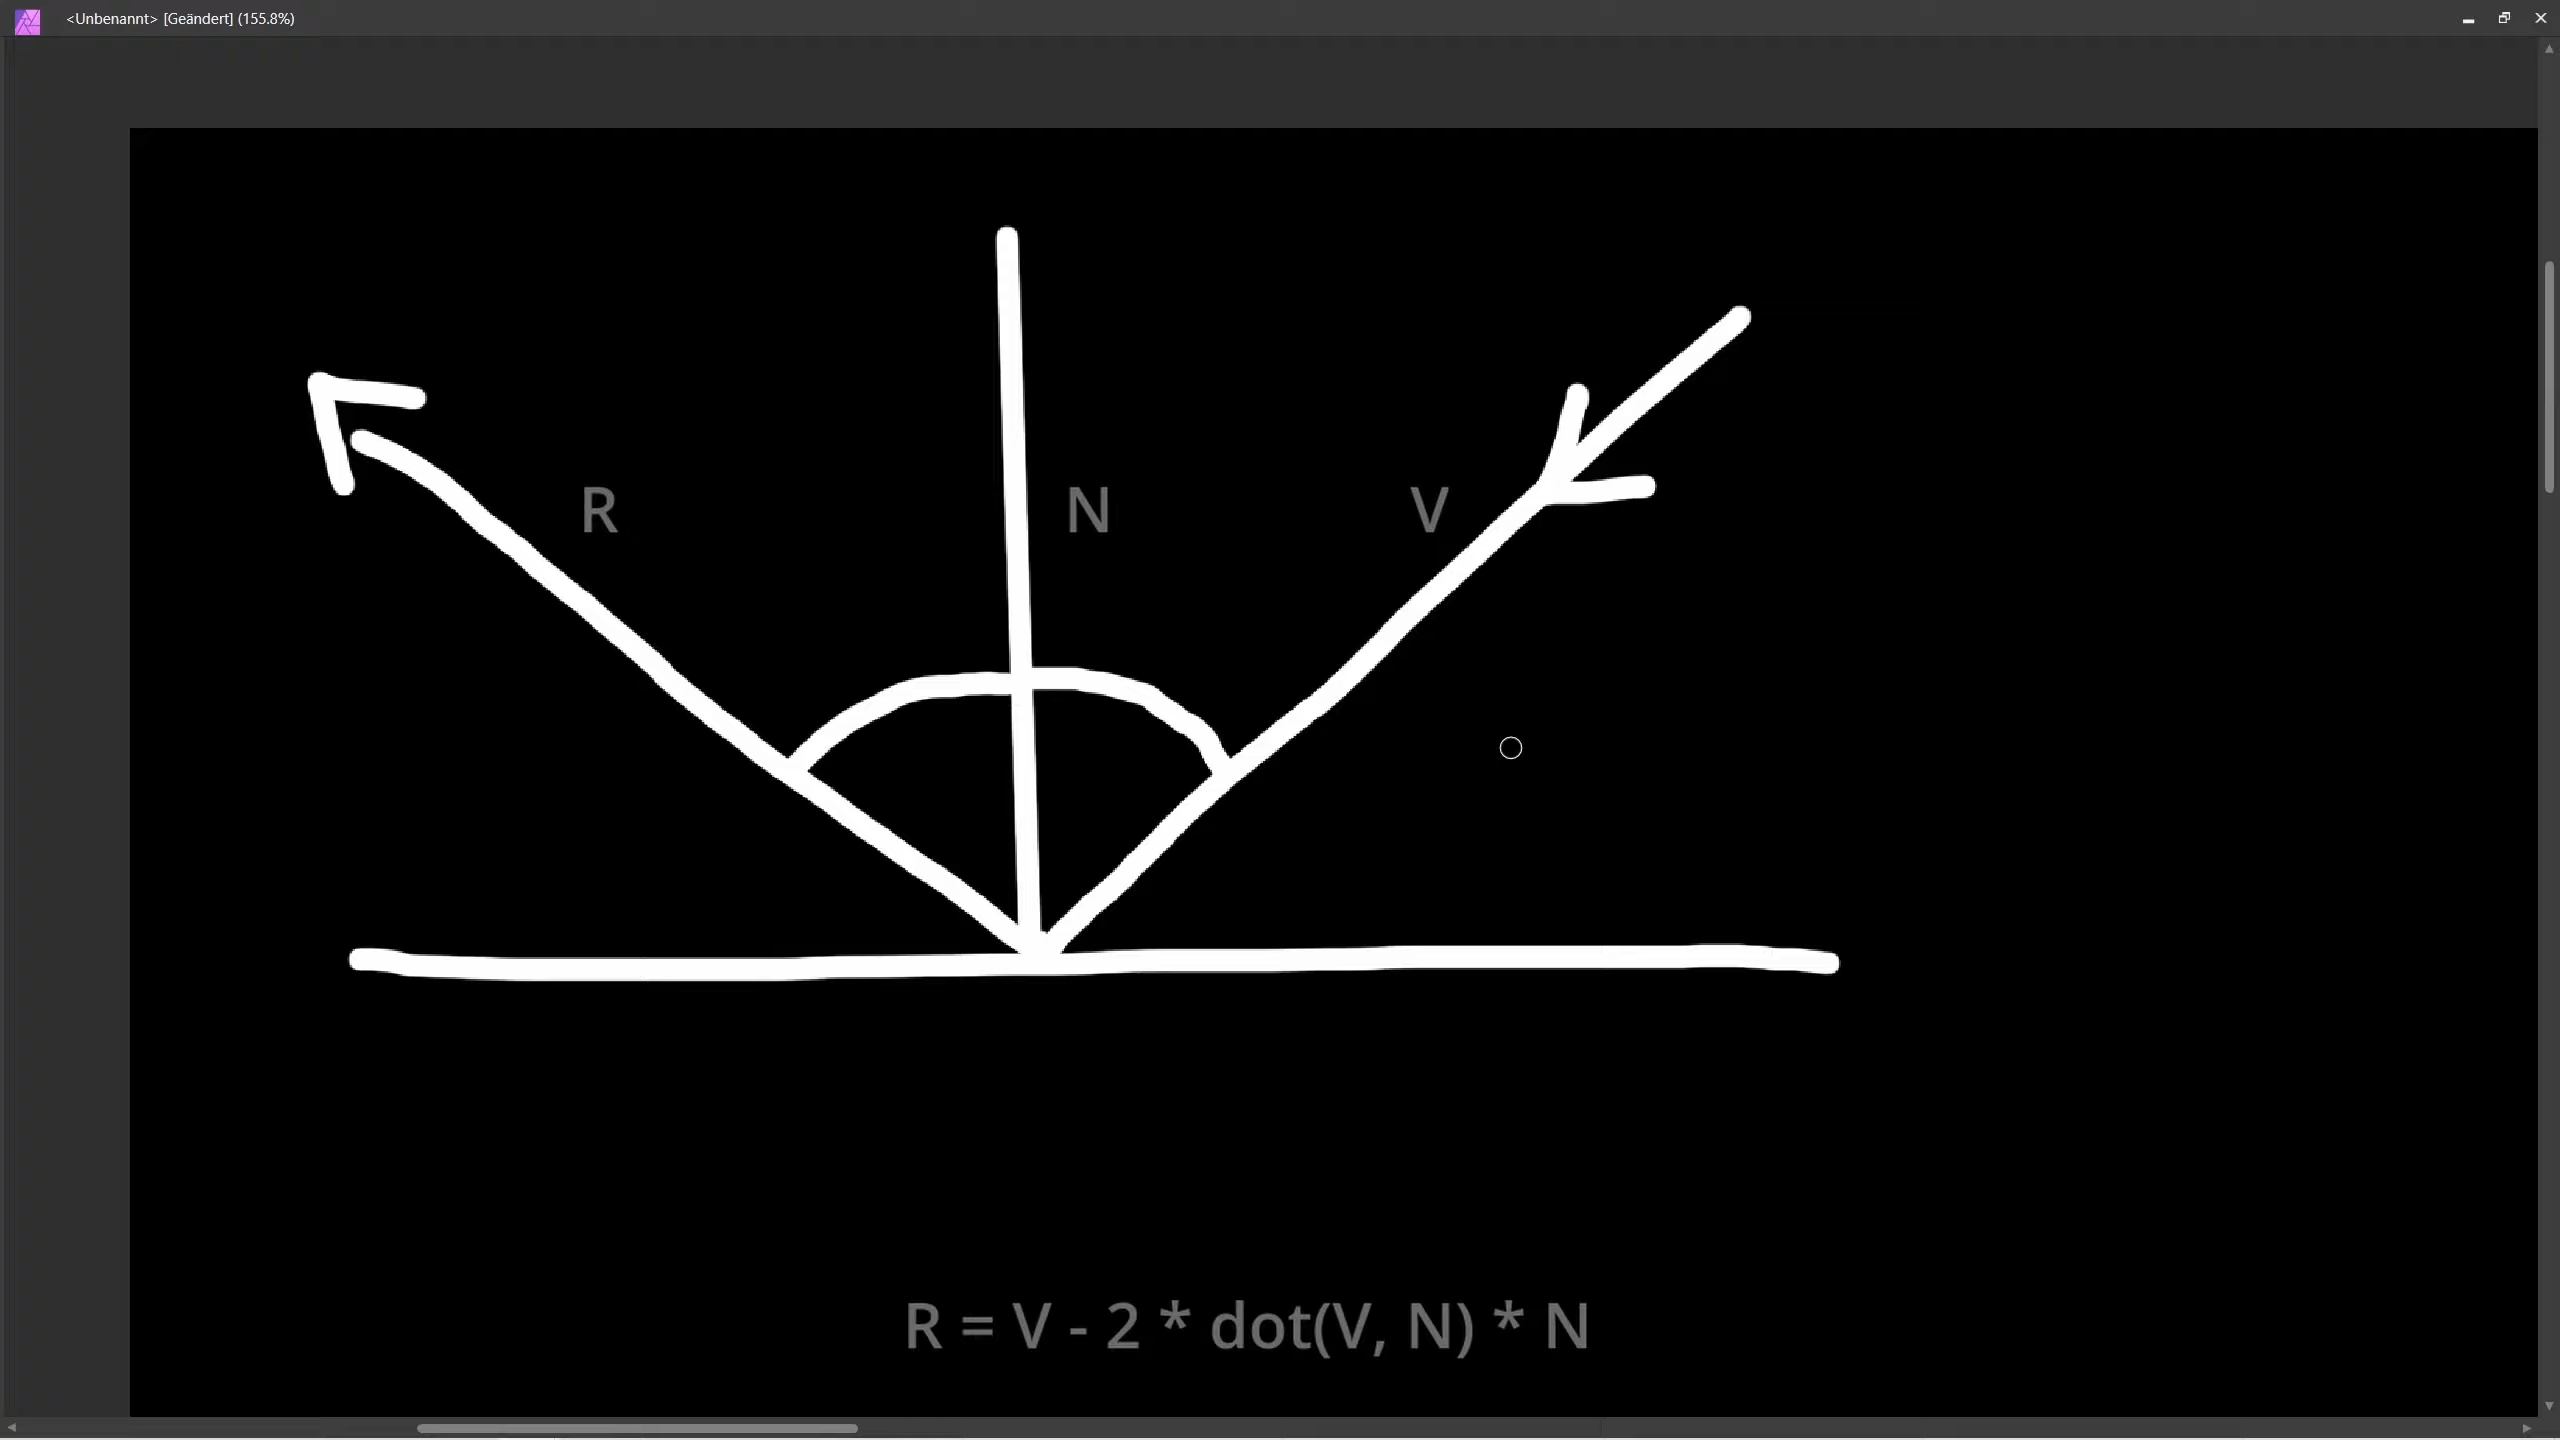 <Unbenannt> [Geändert] (155.8%)
R N V
R = V - 2 * dot(V, N) * N